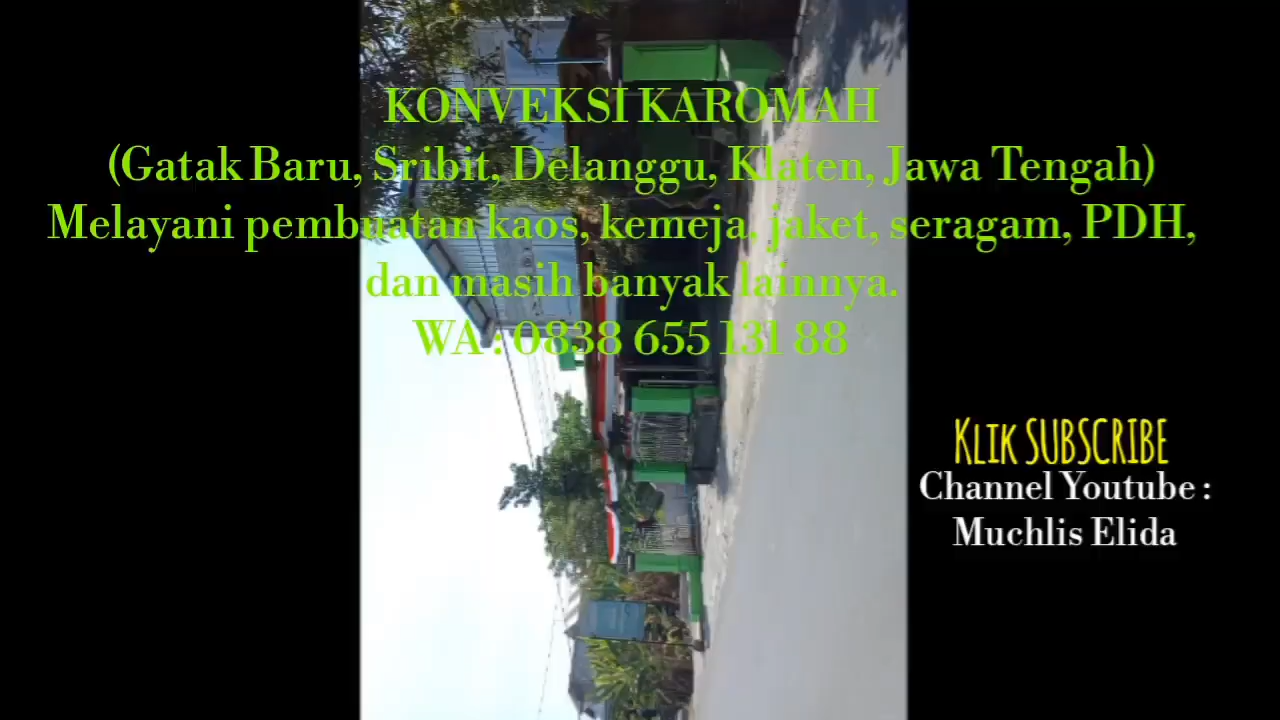 KONVEKSI KAROMAH
(Gatak Baru, Sribit, Delanggu, Klaten, Jawa Tengah)
Melayani pembuatan kaos, kemeja, jaket, seragam, PDH,
dan masih banyak lainnya.
WA : 0838 655 131 88
Klik SUBSCRIBE
Channel Youtube :
Muchlis Elida